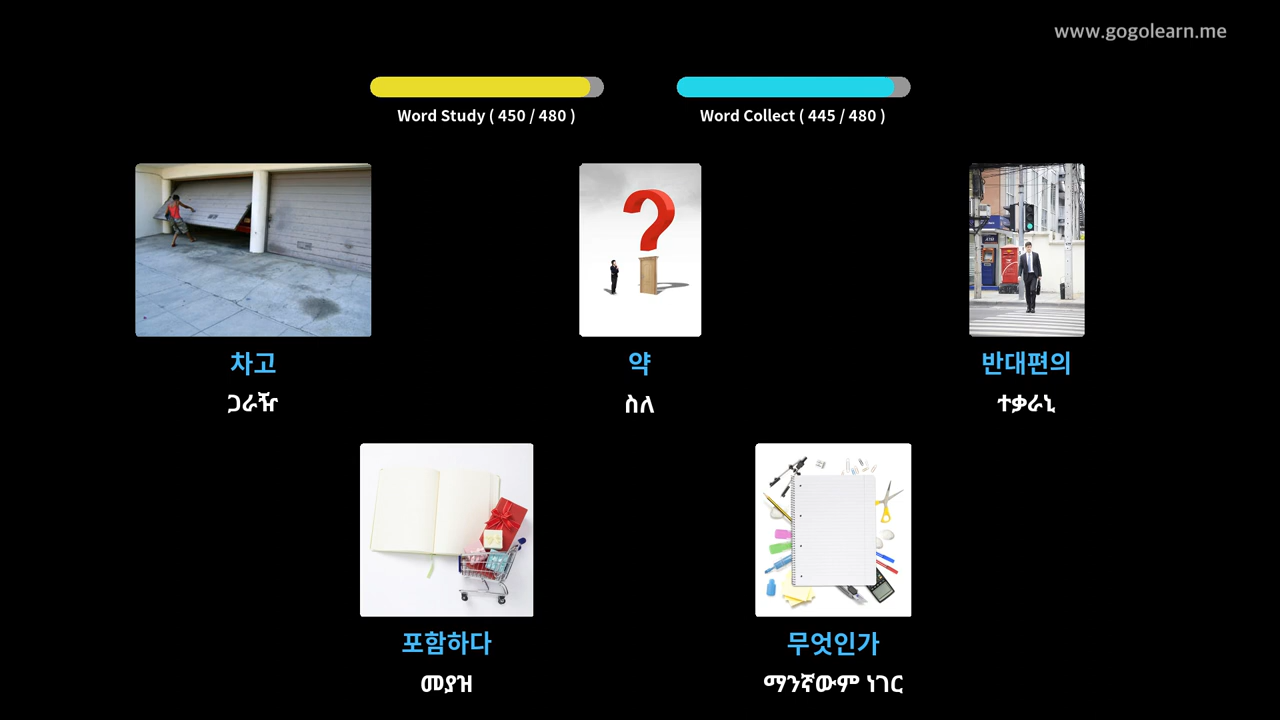 www.gogolearn.me
Word Study ( 450 / 480 )
Word Collect ( 445 / 480 )
차고
ጋራዥ
약
ስለ
반대편의
ተቃራኒ
포함하다
መያዝ
무엇인가
ማንኛውም ነገር